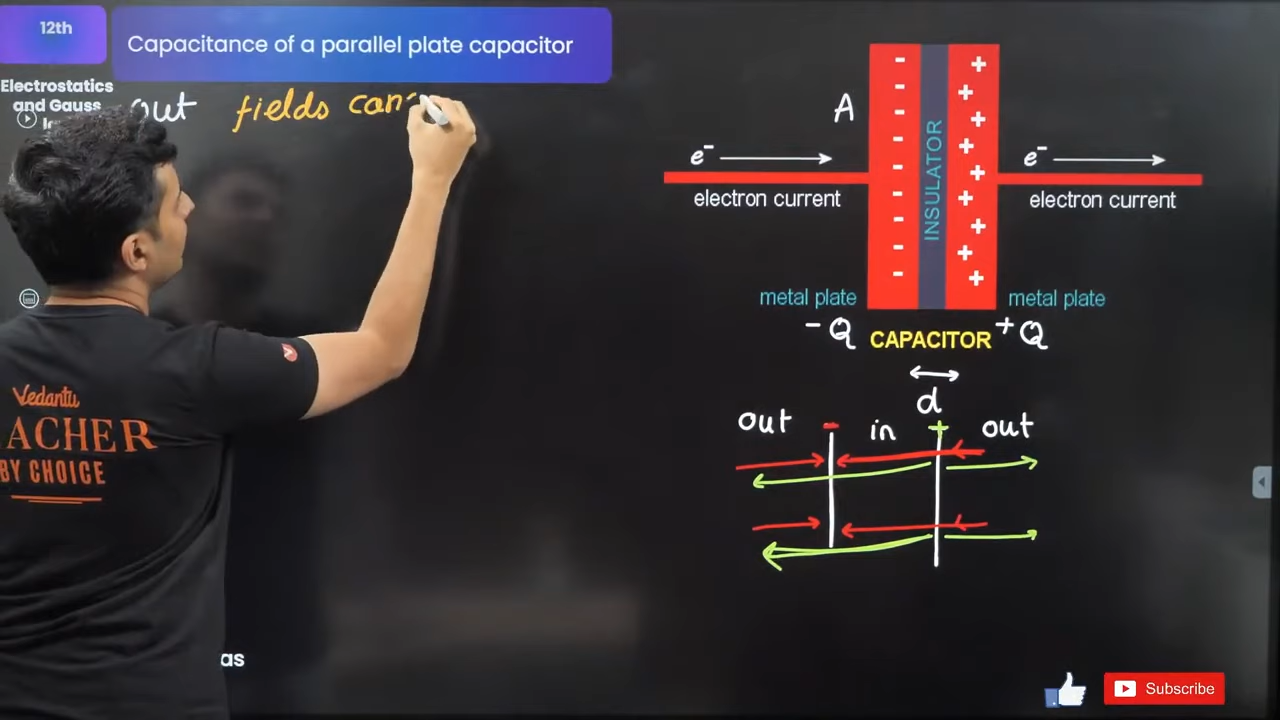 12th
Capacitance of a parallel plate capacitor
Electrostatics
and Gauss
out fields can
A
- + - + - + - + - + - + - + - + - +
INSULATOR
e⁻ e⁻
electron current electron current
metal plate metal plate
-Q CAPACITOR +Q
d
out - in + out
Vedantu
EACHER
BY CHOICE
as
Subscribe